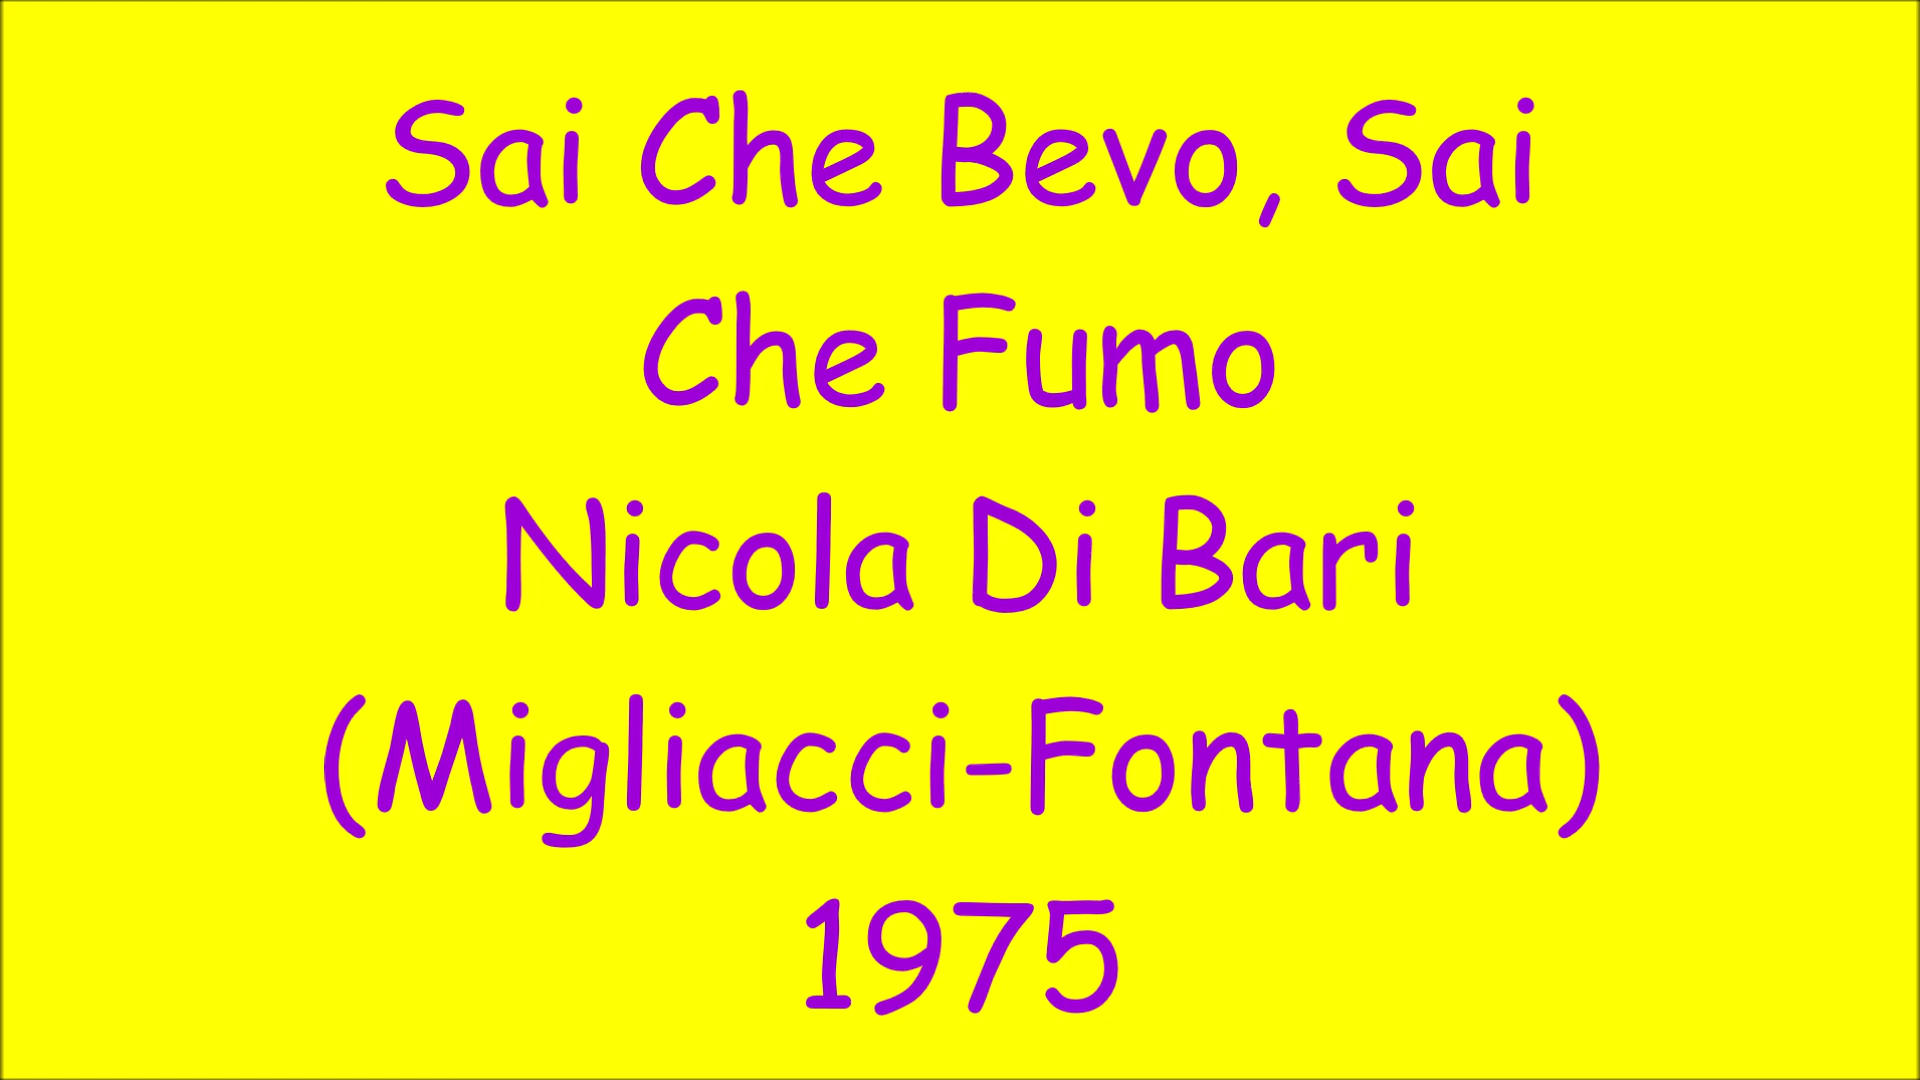 Sai Che Bevo, Sai
Che Fumo
Nicola Di Bari
(Migliacci-Fontana)
1975